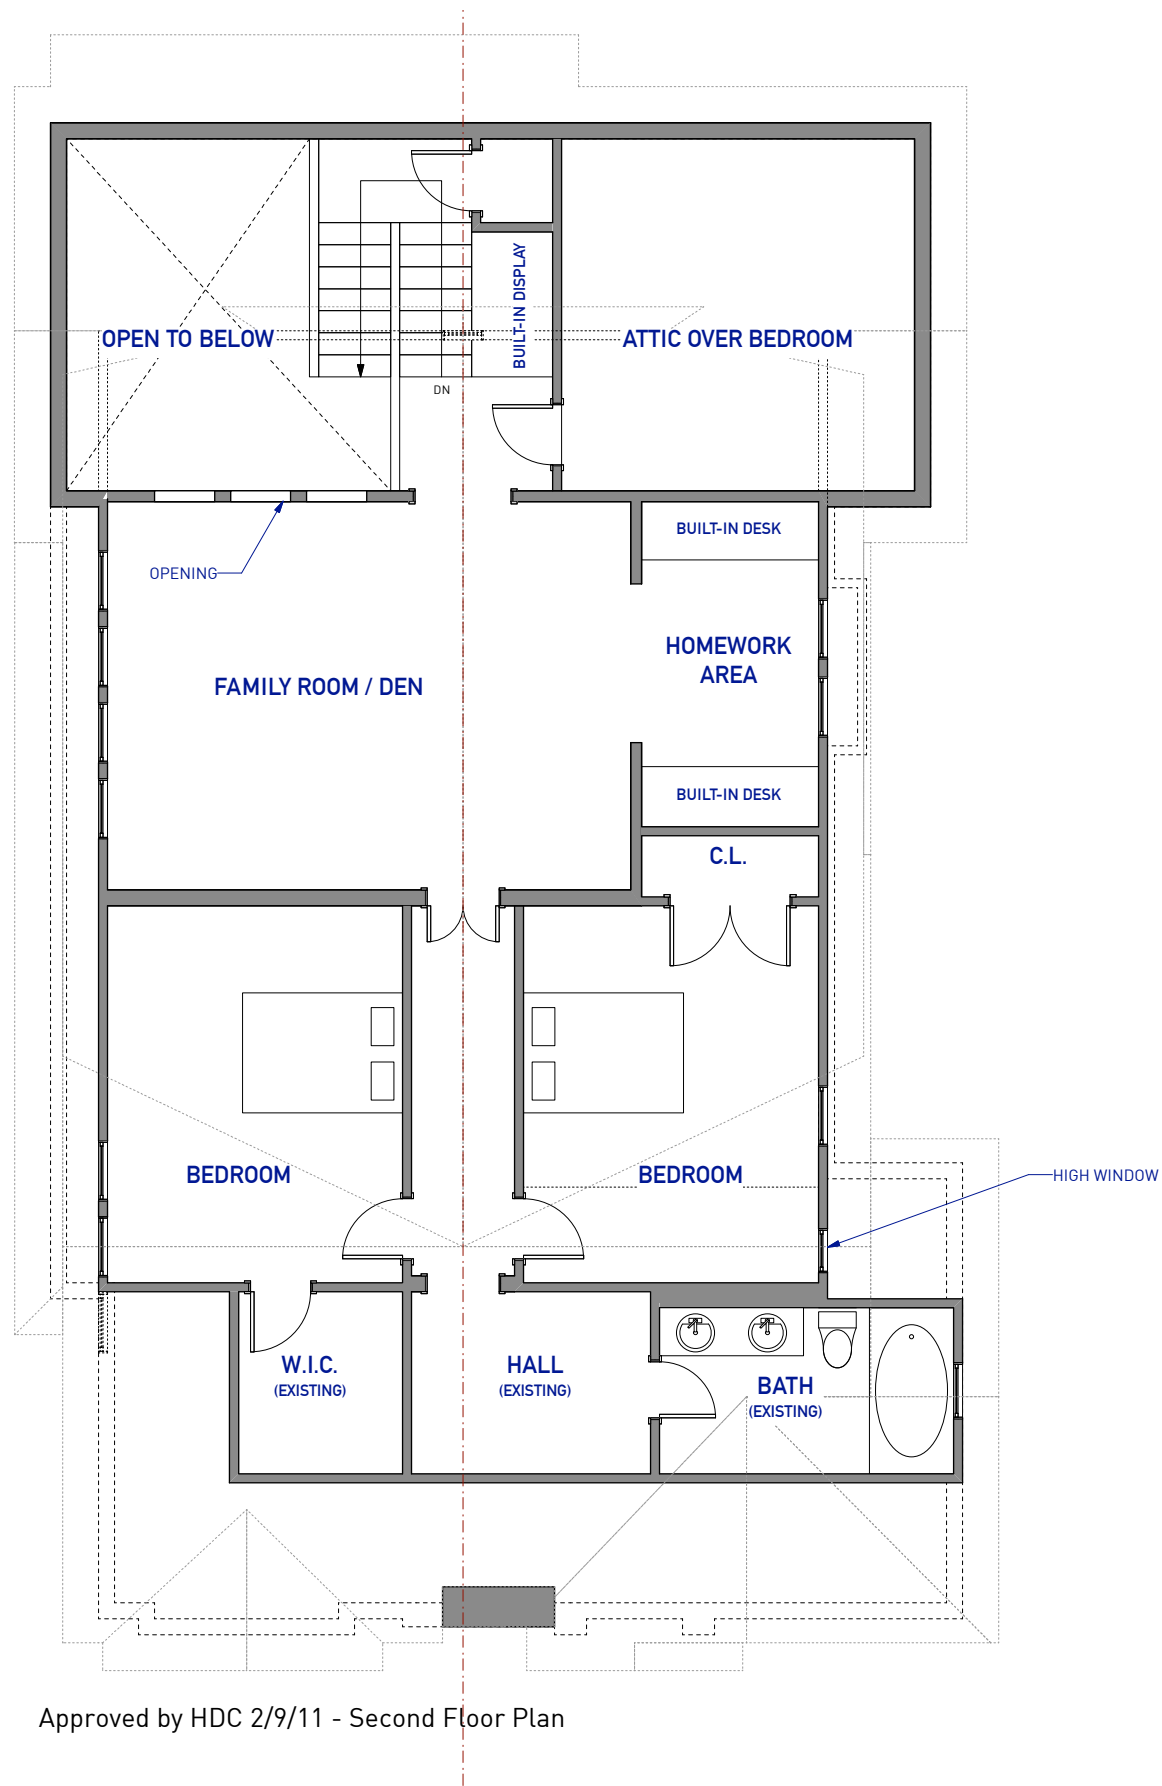 BUILT-IN DISPLAY
OPEN TO BELOW
ATTIC OVER BEDROOM
DN
BUILT-IN DESK
OPENING
HOMEWORK
AREA
FAMILY ROOM / DEN
BUILT-IN DESK
C.L.
BEDROOM
BEDROOM
HIGH WINDOW
W.I.C.
(EXISTING)
HALL
(EXISTING)
BATH
(EXISTING)
Approved by HDC 2/9/11 - Second Floor Plan